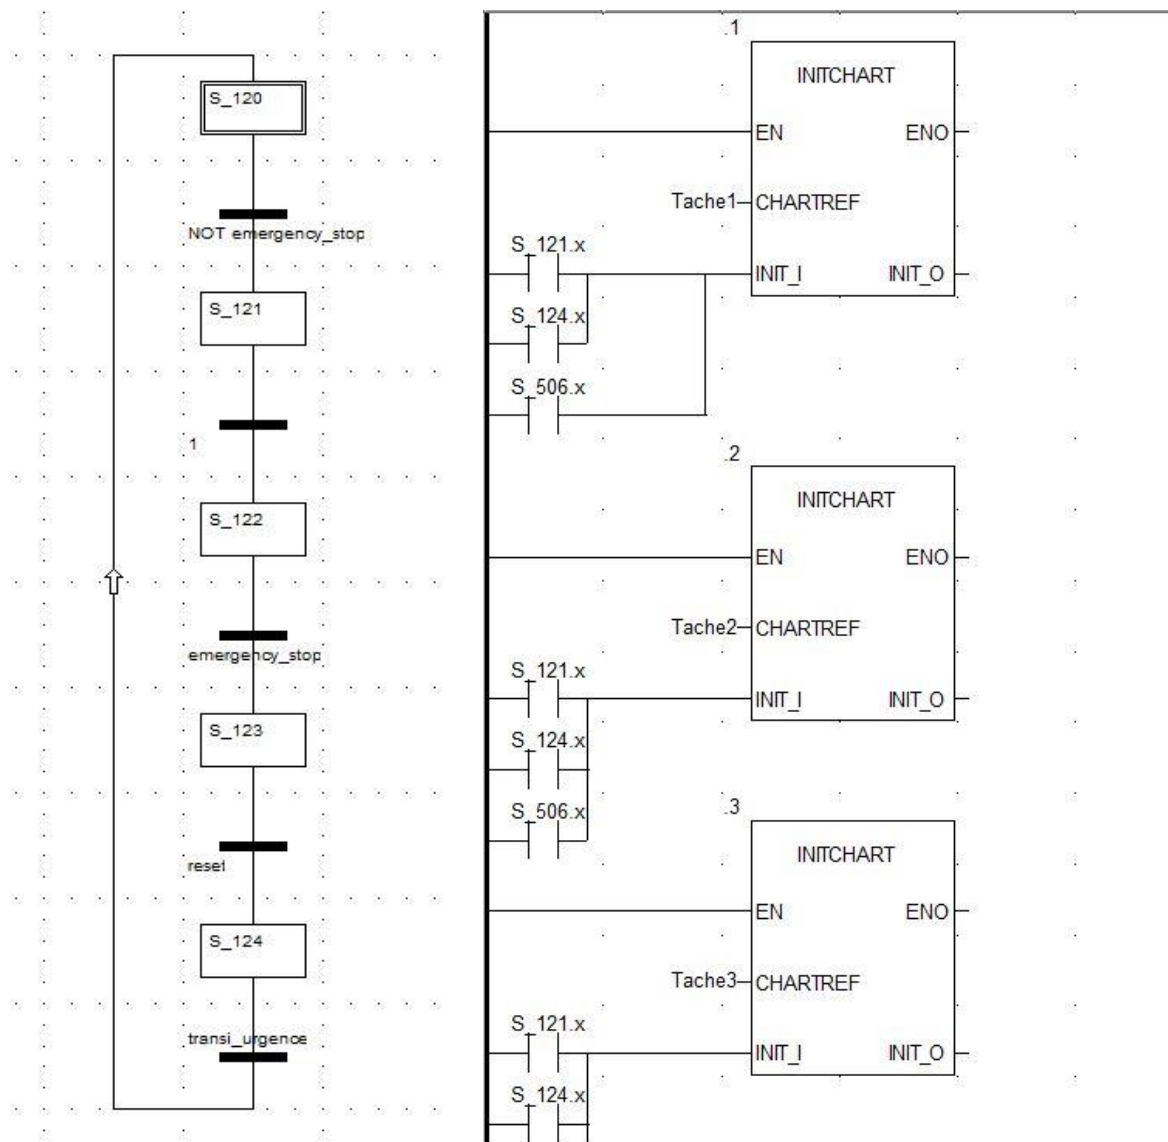 S_120
NOT emergency_stop
S_121
1
S_122
emergency_stop
S_123
reset
S_124
transi_urgence
.1
INITCHART
EN ENO
Tache1 CHARTREF
S_121.x
INIT_I INIT_O
S_124.x
S_506.x
.2
INITCHART
EN ENO
Tache2 CHARTREF
S_121.x
INIT_I INIT_O
S_124.x
S_506.x
.3
INITCHART
EN ENO
Tache3 CHARTREF
S_121.x
INIT_I INIT_O
S_124.x